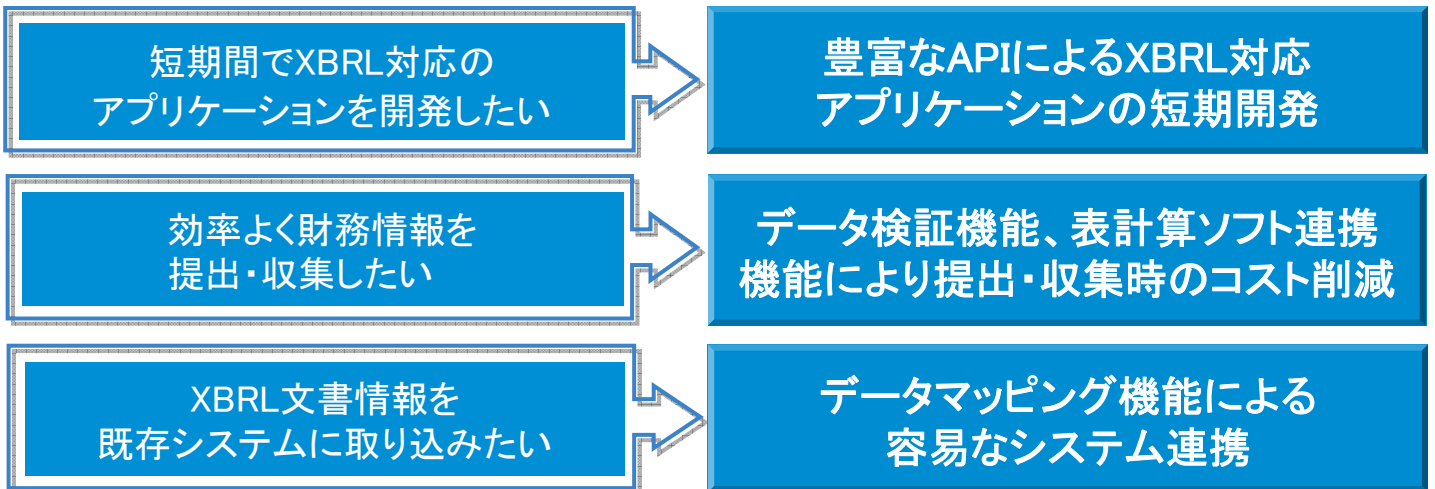 短期間でXBRL対応の
アプリケーションを開発したい
豊富なAPIによるXBRL対応
アプリケーションの短期開発
効率よく財務情報を
提出・収集したい
データ検証機能、表計算ソフト連携
機能により提出・収集時のコスト削減
XBRL文書情報を
既存システムに取り込みたい
データマッピング機能による
容易なシステム連携